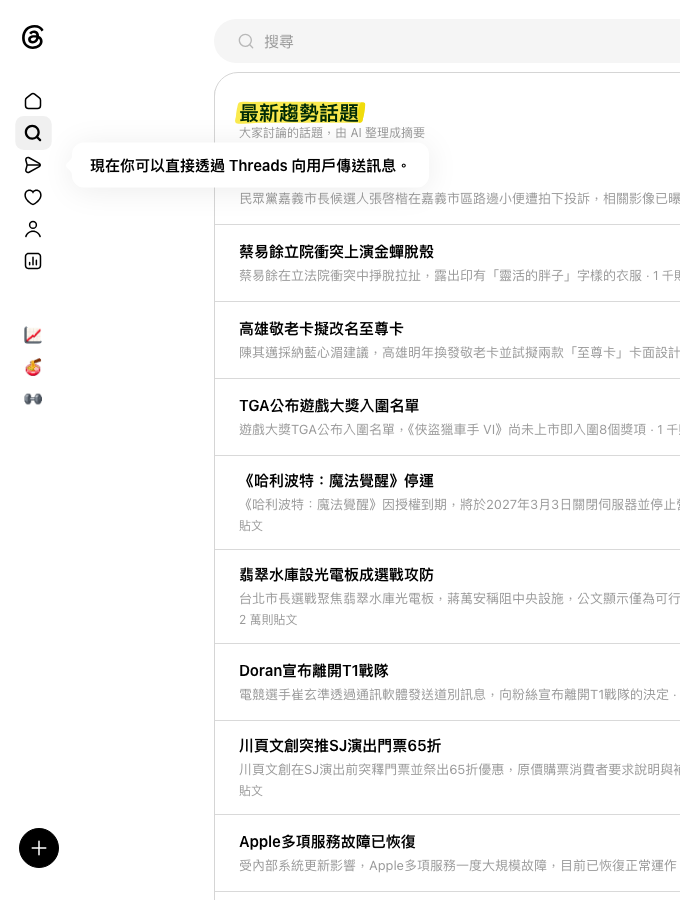 搜尋
最新趨勢話題
大家討論的話題，由 AI 整理成摘要
現在你可以直接透過 Threads 向用戶傳送訊息。
民眾黨嘉義市長候選人張啓楷在嘉義市區路邊小便遭拍下投訴，相關影像已曝
蔡易餘立院衝突上演金蟬脫殼
蔡易餘在立法院衝突中掙脫拉扯，露出印有「靈活的胖子」字樣的衣服 · 1 千則
高雄敬老卡擬改名至尊卡
陳其邁採納藍心湄建議，高雄明年換發敬老卡並試擬兩款「至尊卡」卡面設計
TGA公布遊戲大獎入圍名單
遊戲大獎TGA公布入圍名單，《俠盜獵車手 VI》尚未上市即入圍8個獎項 · 1 千
《哈利波特：魔法覺醒》停運
《哈利波特：魔法覺醒》因授權到期，將於2027年3月3日關閉伺服器並停止營
貼文
翡翠水庫設光電板成選戰攻防
台北市長選戰聚焦翡翠水庫光電板，蔣萬安稱阻中央設施，公文顯示僅為可行
2 萬則貼文
Doran宣布離開T1戰隊
電競選手崔玄準透過通訊軟體發送道別訊息，向粉絲宣布離開T1戰隊的決定 ·
川頁文創突推SJ演出門票65折
川頁文創在SJ演出前突釋門票並祭出65折優惠，原價購票消費者要求說明與補
貼文
Apple多項服務故障已恢復
受內部系統更新影響，Apple多項服務一度大規模故障，目前已恢復正常運作